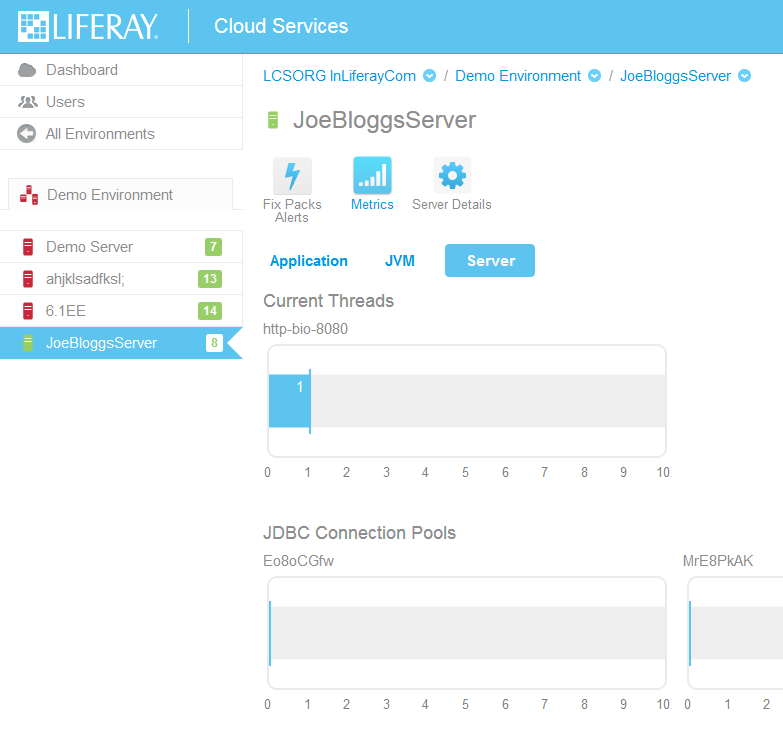 LIFERAY. Cloud Services
Dashboard
Users
All Environments
Demo Environment
Demo Server 7
ahjklsadfksl; 13
6.1EE 14
JoeBloggsServer 8
LCSORG InLiferayCom / Demo Environment / JoeBloggsServer
JoeBloggsServer
Fix Packs Metrics Server Details
Alerts
Application JVM Server
Current Threads
http-bio-8080
1
0 1 2 3 4 5 6 7 8 9 10
JDBC Connection Pools
Eo8oCGfw MrE8PkAK
0 1 2 3 4 5 6 7 8 9 10 0 1 2